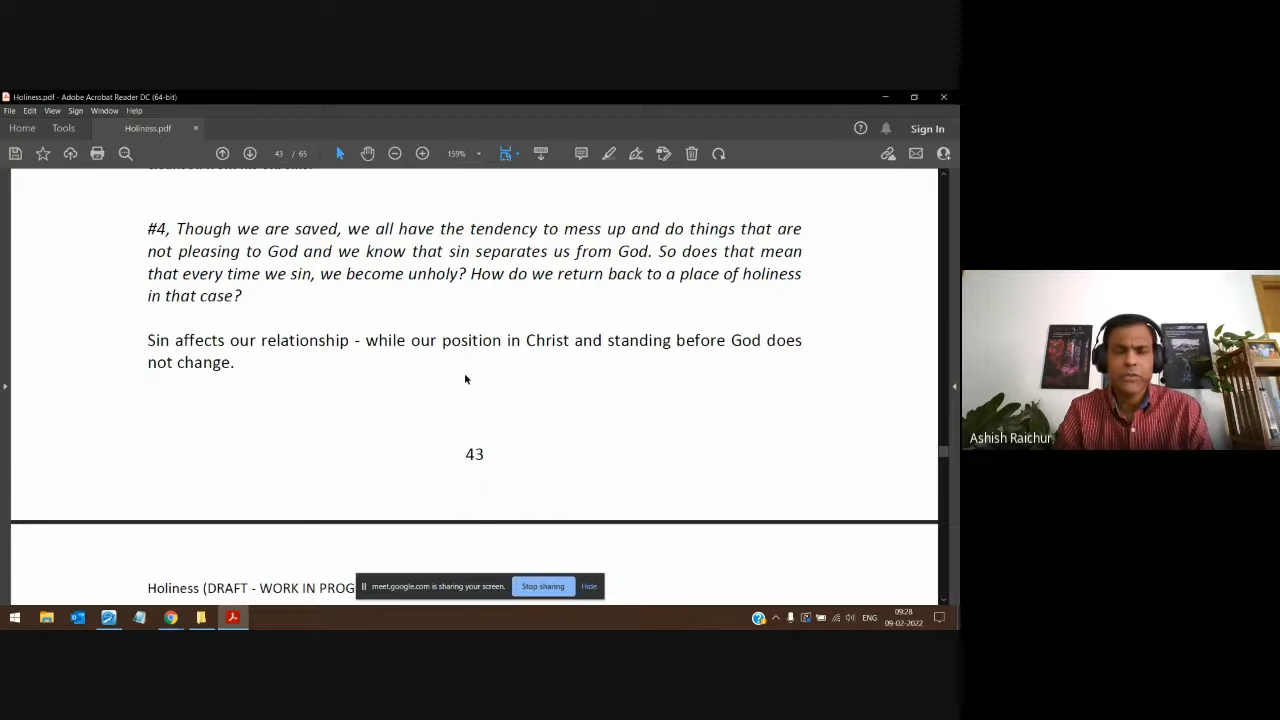 Holiness.pdf - Adobe Acrobat Reader DC (64-bit)
File Edit View Sign Window Help
Home Tools Holiness.pdf × Sign In
43 / 65 159%
#4, Though we are saved, we all have the tendency to mess up and do things that are
not pleasing to God and we know that sin separates us from God. So does that mean
that every time we sin, we become unholy? How do we return back to a place of holiness
in that case?
Sin affects our relationship - while our position in Christ and standing before God does
not change.
43
Ashish Raichur
Holiness (DRAFT - WORK IN PROG
meet.google.com is sharing your screen. Stop sharing Hide
ENG 09:28
09-02-2022